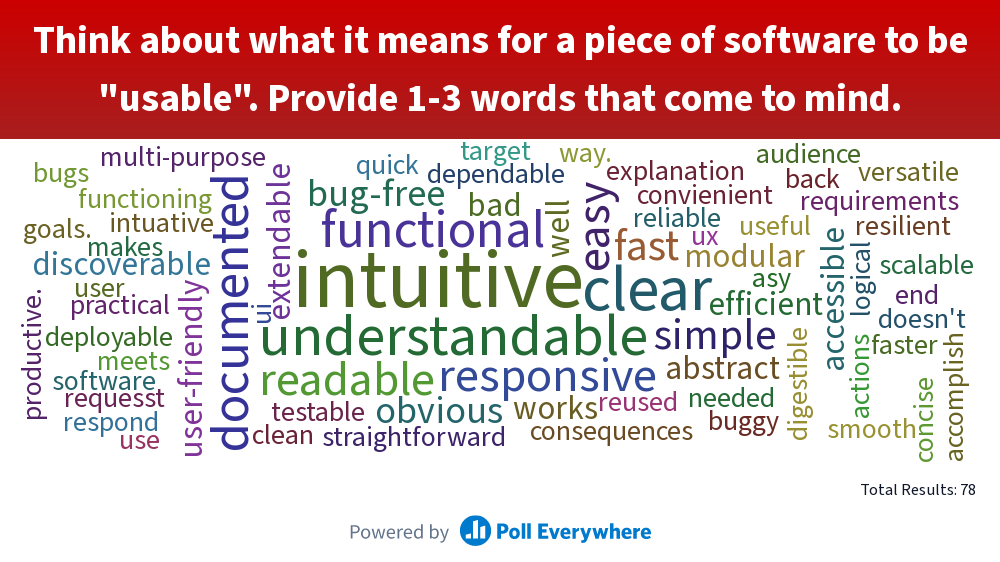 Think about what it means for a piece of software to be
"usable". Provide 1-3 words that come to mind.
target
way.
multi-purpose
quick
audience
bugs
dependable
explanation
back
versatile
functioning
bug-free
bad
convienient
requirements
goals.
intuative
documented
extendable
functional
well
easy
reliable
useful
resilient
makes
discoverable
fast
ux
modular
accessible
logical
scalable
user
practical
ui
intuitive
clear
asy
efficient
end
doesn't
productive.
deployable
user-friendly
understandable
simple
faster
meets
software
readable
responsive
abstract
digestible
actions
accomplish
requesst
reused
needed
concise
respond
testable
obvious
works
buggy
use
clean
straightforward
consequences
smooth
Total Results: 78
Powered by Poll Everywhere